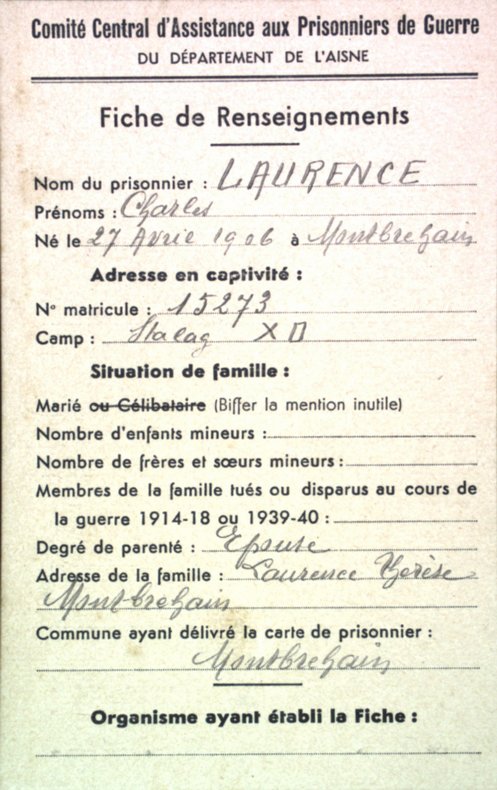 Comité Central d'Assistance aux Prisonniers de Guerre
DU DÉPARTEMENT DE L'AISNE
Fiche de Renseignements
Nom du prisonnier : LAURENCE
Prénoms : Charles
Né le 27 Avril 1906 à Montbrehain
Adresse en captivité :
N° matricule : 15273
Camp : Stalag X B
Situation de famille :
Marié ou Célibataire (Biffer la mention inutile)
Nombre d'enfants mineurs :
Nombre de frères et sœurs mineurs :
Membres de la famille tués ou disparus au cours de
la guerre 1914-18 ou 1939-40 :
Degré de parenté : Epouse
Adresse de la famille : Laurence Thérèse
Montbrehain
Commune ayant délivré la carte de prisonnier :
Montbrehain
Organisme ayant établi la Fiche :